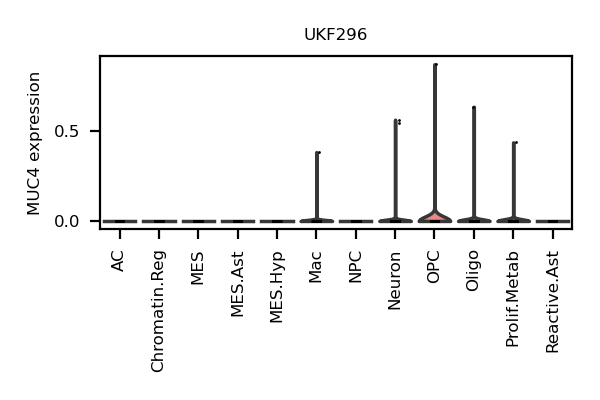 UKF296
MUC4 expression
0.5
0.0
AC
Chromatin.Reg
MES
MES.Ast
MES.Hyp
Mac
NPC
Neuron
OPC
Oligo
Prolif.Metab
Reactive.Ast